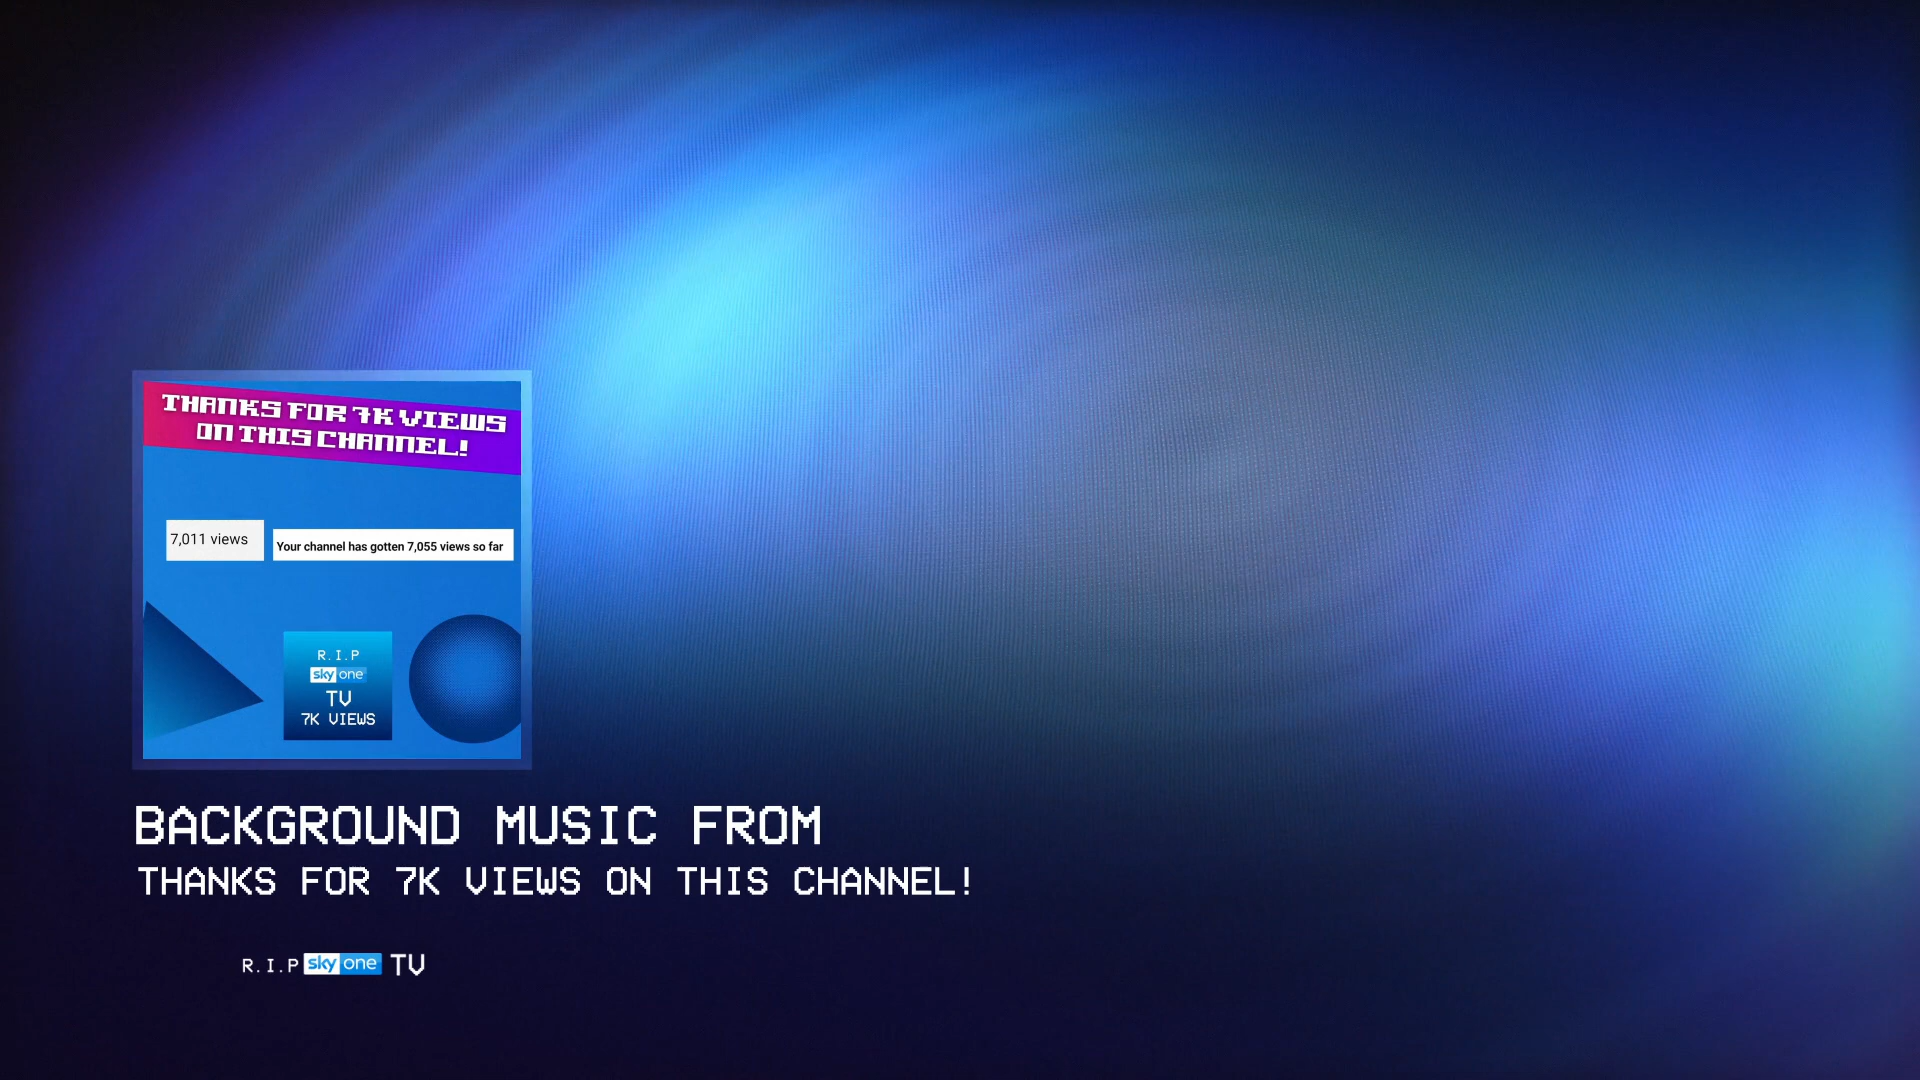 THANKS FOR 7K VIEWS
ON THIS CHANNEL!
7,011 views
Your channel has gotten 7,055 views so far
R.I.P
sky one
TV
7K VIEWS
BACKGROUND MUSIC FROM
THANKS FOR 7K VIEWS ON THIS CHANNEL!
R.I.P sky one TV